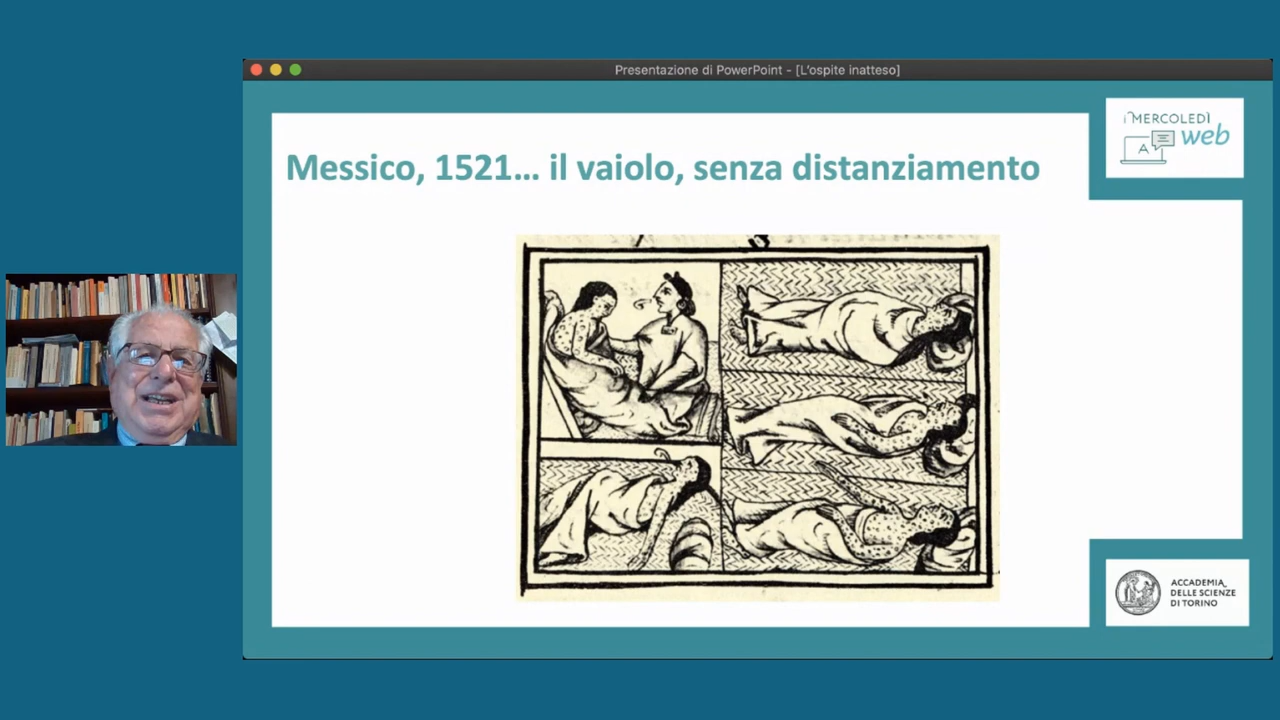 Presentazione di PowerPoint - [L'ospite inatteso]
I MERCOLEDÌ
web
A
Messico, 1521... il vaiolo, senza distanziamento
ACCADEMIA
DELLE SCIENZE
DI TORINO